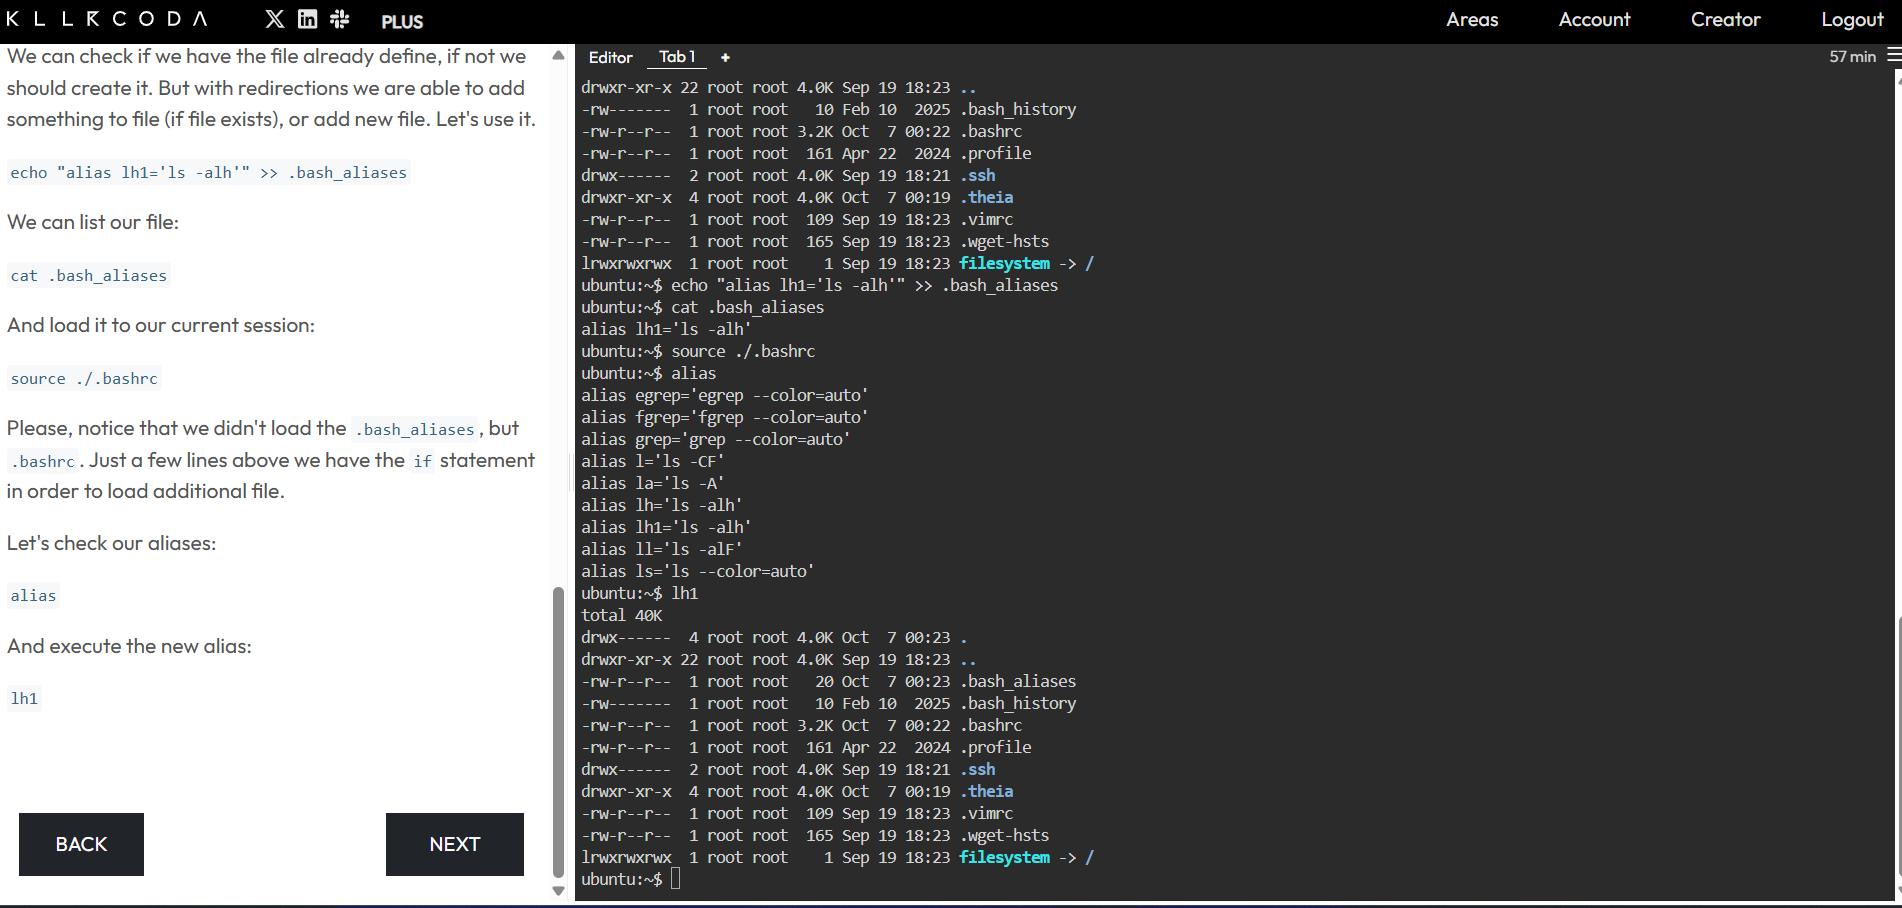 KLLRCODA PLUS Areas Account Creator Logout
We can check if we have the file already define, if not we
should create it. But with redirections we are able to add
something to file (if file exists), or add new file. Let's use it.
echo "alias lh1='ls -alh'" >> .bash_aliases
We can list our file:
cat .bash_aliases
And load it to our current session:
source ./.bashrc
Please, notice that we didn't load the .bash_aliases, but
.bashrc. Just a few lines above we have the if statement
in order to load additional file.
Let's check our aliases:
alias
And execute the new alias:
lh1
BACK NEXT
Editor Tab 1 + 57 min
drwxr-xr-x 22 root root 4.0K Sep 19 18:23 ..
-rw-------  1 root root   10 Feb 10  2025 .bash_history
-rw-r--r--  1 root root 3.2K Oct  7 00:22 .bashrc
-rw-r--r--  1 root root  161 Apr 22  2024 .profile
drwx------  2 root root 4.0K Sep 19 18:21 .ssh
drwxr-xr-x  4 root root 4.0K Oct  7 00:19 .theia
-rw-r--r--  1 root root  109 Sep 19 18:23 .vimrc
-rw-r--r--  1 root root  165 Sep 19 18:23 .wget-hsts
lrwxrwxrwx  1 root root    1 Sep 19 18:23 filesystem -> /
ubuntu:~$ echo "alias lh1='ls -alh'" >> .bash_aliases
ubuntu:~$ cat .bash_aliases
alias lh1='ls -alh'
ubuntu:~$ source ./.bashrc
ubuntu:~$ alias
alias egrep='egrep --color=auto'
alias fgrep='fgrep --color=auto'
alias grep='grep --color=auto'
alias l='ls -CF'
alias la='ls -A'
alias lh='ls -alh'
alias lh1='ls -alh'
alias ll='ls -alF'
alias ls='ls --color=auto'
ubuntu:~$ lh1
total 40K
drwx------  4 root root 4.0K Oct  7 00:23 .
drwxr-xr-x 22 root root 4.0K Sep 19 18:23 ..
-rw-r--r--  1 root root   20 Oct  7 00:23 .bash_aliases
-rw-------  1 root root   10 Feb 10  2025 .bash_history
-rw-r--r--  1 root root 3.2K Oct  7 00:22 .bashrc
-rw-r--r--  1 root root  161 Apr 22  2024 .profile
drwx------  2 root root 4.0K Sep 19 18:21 .ssh
drwxr-xr-x  4 root root 4.0K Oct  7 00:19 .theia
-rw-r--r--  1 root root  109 Sep 19 18:23 .vimrc
-rw-r--r--  1 root root  165 Sep 19 18:23 .wget-hsts
lrwxrwxrwx  1 root root    1 Sep 19 18:23 filesystem -> /
ubuntu:~$